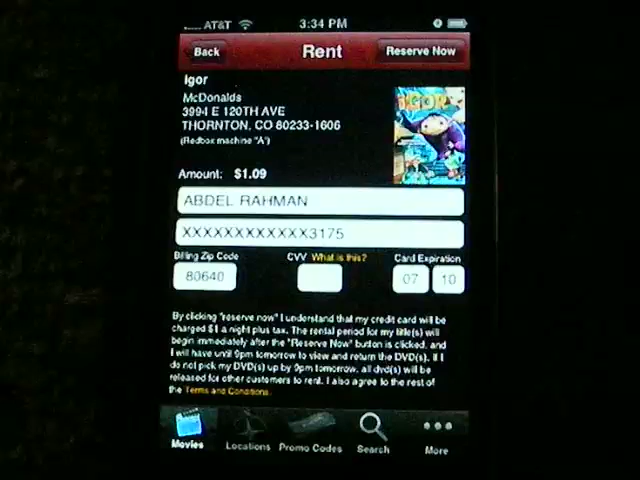 AT&T 3:34 PM
Back Rent Reserve Now
Igor
McDonalds
3994 E 120TH AVE
THORNTON, CO 80233-1606
(Redbox machine "A")
IGOR
Amount: $1.09
ABDEL RAHMAN
XXXXXXXXXXXX3175
Billing Zip Code CVV What is this? Card Expiration
80640 07 10
By clicking "reserve now" I understand that my credit card will be
charged $1 a night plus tax. The rental period for my title(s) will
begin immediately after the "Reserve Now" button is clicked, and
I will have until 9pm tomorrow to view and return the DVD(s). If I
do not pick my DVD(s) up by 9pm tomorrow, all dvd(s) will be
released for other customers to rent. I also agree to the rest of
the Terms and Conditions.
Movies Locations Promo Codes Search More